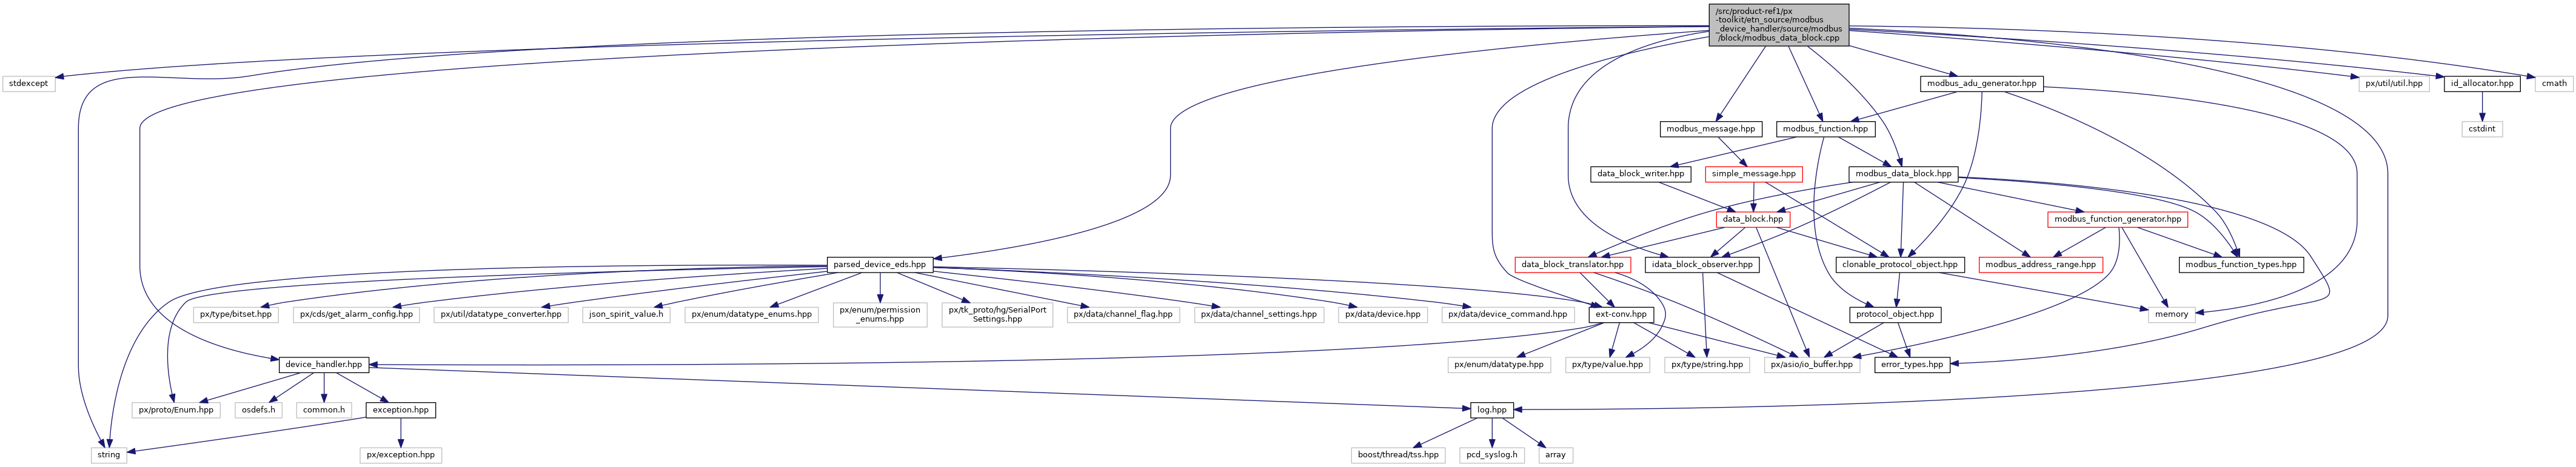 /src/product-ref1/px
-toolkit/etn_source/modbus
_device_handler/source/modbus
/block/modbus_data_block.cpp
stdexcept
modbus_adu_generator.hpp
px/util/util.hpp
id_allocator.hpp
cmath
modbus_message.hpp
modbus_function.hpp
cstdint
data_block_writer.hpp
simple_message.hpp
modbus_data_block.hpp
data_block.hpp
modbus_function_generator.hpp
parsed_device_eds.hpp
data_block_translator.hpp
idata_block_observer.hpp
clonable_protocol_object.hpp
modbus_address_range.hpp
modbus_function_types.hpp
px/type/bitset.hpp
px/cds/get_alarm_config.hpp
px/util/datatype_converter.hpp
json_spirit_value.h
px/enum/datatype_enums.hpp
px/enum/permission
_enums.hpp
px/tk_proto/hg/SerialPort
Settings.hpp
px/data/channel_flag.hpp
px/data/channel_settings.hpp
px/data/device.hpp
px/data/device_command.hpp
ext-conv.hpp
protocol_object.hpp
memory
device_handler.hpp
px/enum/datatype.hpp
px/type/value.hpp
px/type/string.hpp
px/asio/io_buffer.hpp
error_types.hpp
px/proto/Enum.hpp
osdefs.h
common.h
exception.hpp
log.hpp
string
px/exception.hpp
boost/thread/tss.hpp
pcd_syslog.h
array